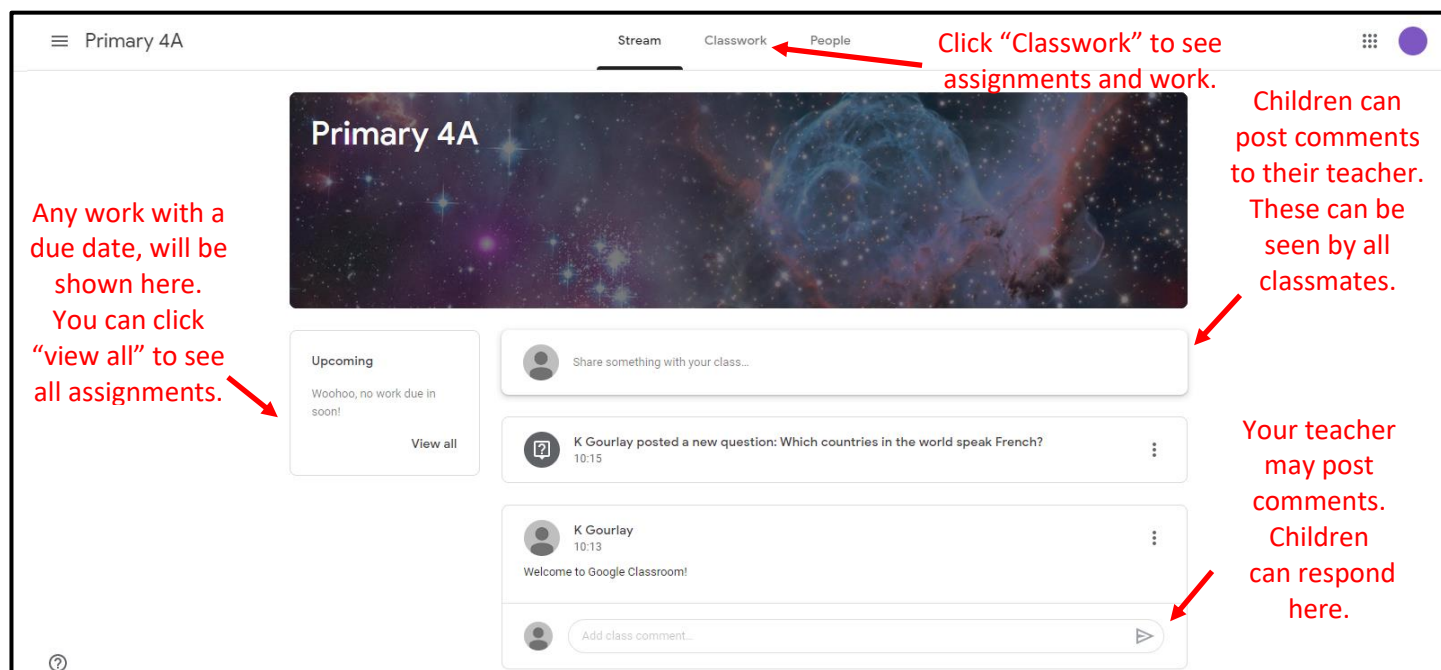 Primary 4A
Stream
Classwork
People
Click “Classwork” to see
assignments and work.
Primary 4A
Children can
post comments
to their teacher.
These can be
seen by all
classmates.
Any work with a
due date, will be
shown here.
You can click
“view all” to see
all assignments.
Upcoming
Woohoo, no work due in
soon!
View all
Share something with your class...
K Gourlay posted a new question: Which countries in the world speak French?
10:15
K Gourlay
10:13
Welcome to Google Classroom!
Add class comment...
Your teacher
may post
comments.
Children
can respond
here.